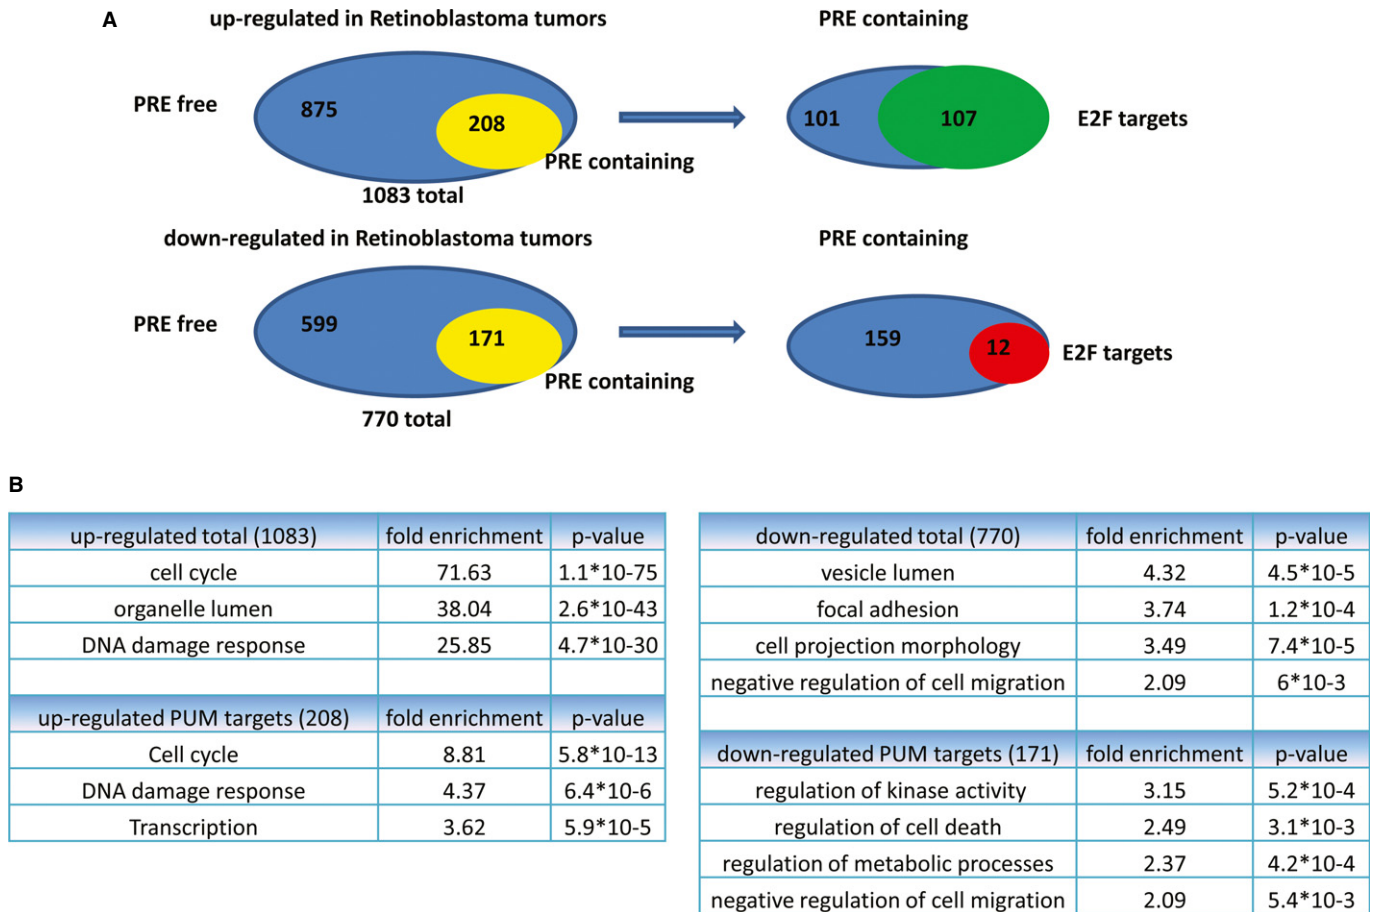 A
up-regulated in Retinoblastoma tumors
PRE containing
PRE free
875
208
PRE containing
1083 total
101
107
E2F targets
down-regulated in Retinoblastoma tumors
PRE containing
PRE free
599
171
PRE containing
770 total
159
12
E2F targets
B
up-regulated total (1083) fold enrichment p-value
cell cycle 71.63 1.1*10-75
organelle lumen 38.04 2.6*10-43
DNA damage response 25.85 4.7*10-30
up-regulated PUM targets (208) fold enrichment p-value
Cell cycle 8.81 5.8*10-13
DNA damage response 4.37 6.4*10-6
Transcription 3.62 5.9*10-5
down-regulated total (770) fold enrichment p-value
vesicle lumen 4.32 4.5*10-5
focal adhesion 3.74 1.2*10-4
cell projection morphology 3.49 7.4*10-5
negative regulation of cell migration 2.09 6*10-3
down-regulated PUM targets (171) fold enrichment p-value
regulation of kinase activity 3.15 5.2*10-4
regulation of cell death 2.49 3.1*10-3
regulation of metabolic processes 2.37 4.2*10-4
negative regulation of cell migration 2.09 5.4*10-3